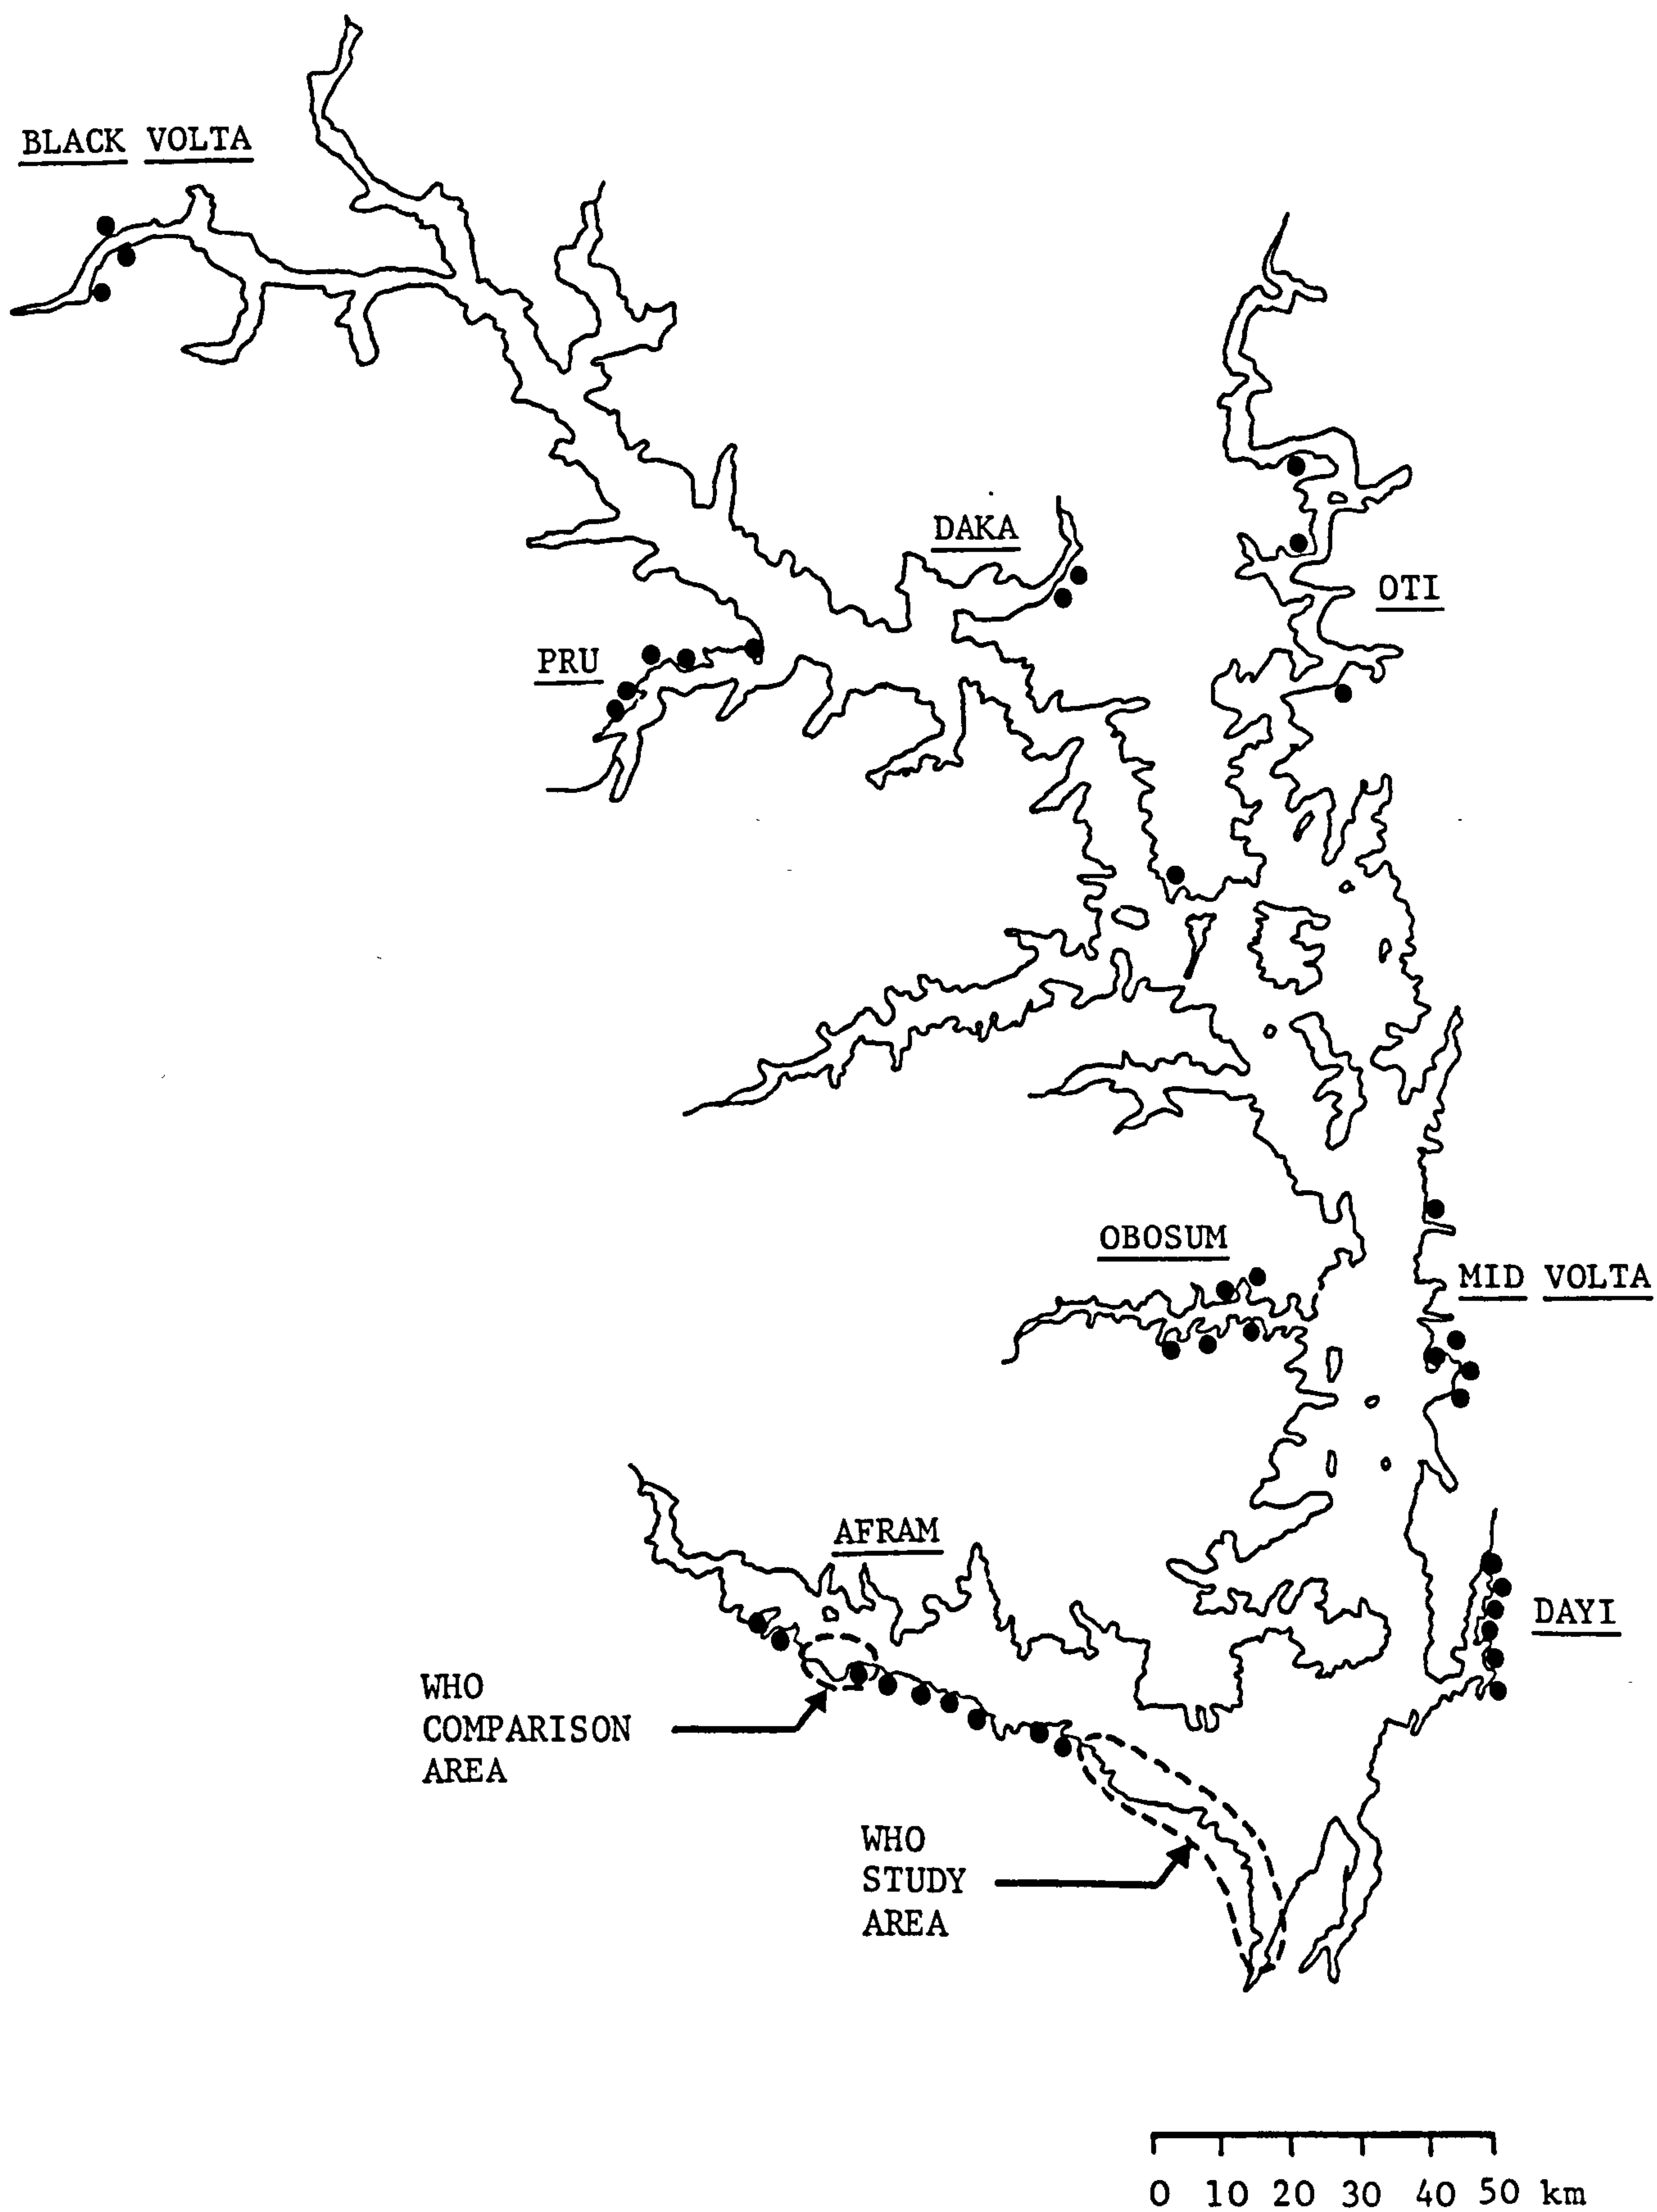 BLACK VOLTA
DAKA
OTI
PRU
OBOSUM
MID VOLTA
AFRAM
DAYI
WHO
COMPARISON
AREA
WHO
STUDY
AREA
0 10 20 30 40 50 km